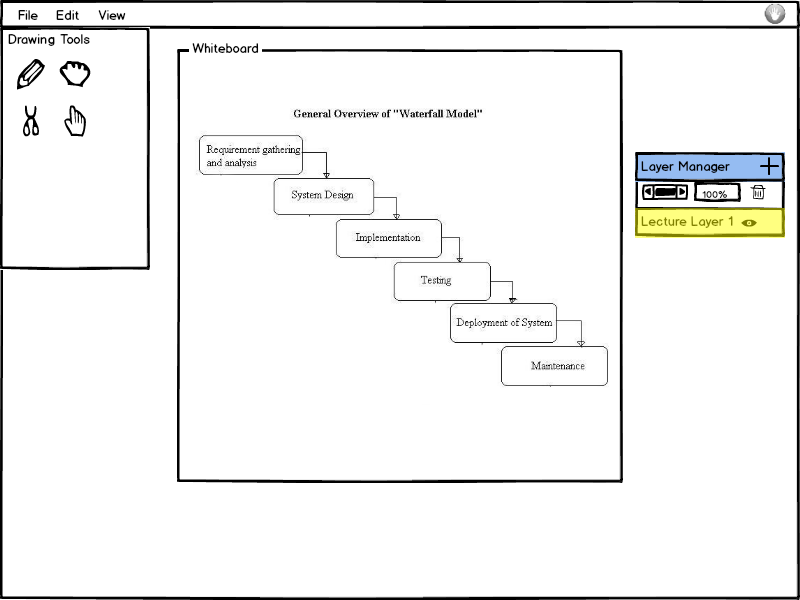 File Edit View
Drawing Tools
Whiteboard
General Overview of "Waterfall Model"
Requirement gathering
and analysis
System Design
Implementation
Testing
Deployment of System
Maintenance
Layer Manager
100%
Lecture Layer 1